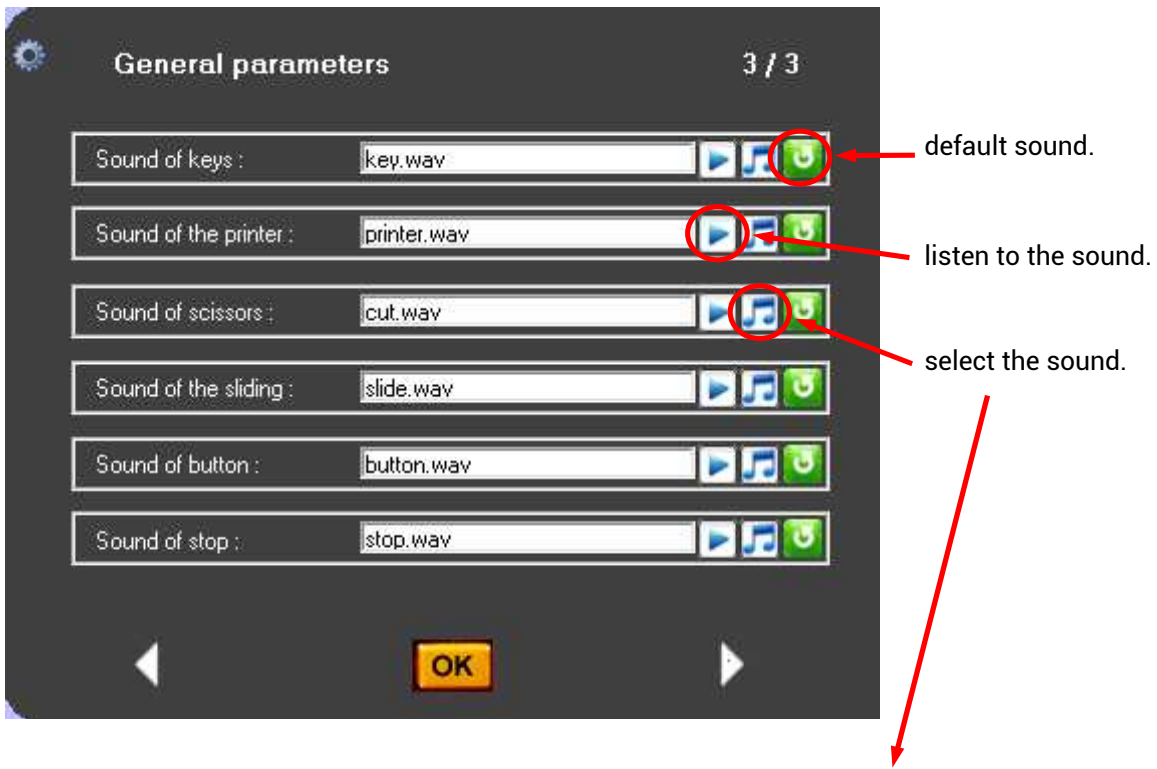 General parameters 3 / 3
Sound of keys : key.wav
default sound.
Sound of the printer : printer.wav
listen to the sound.
Sound of scissors : cut.wav
select the sound.
Sound of the sliding : slide.wav
Sound of button : button.wav
Sound of stop : stop.wav
OK